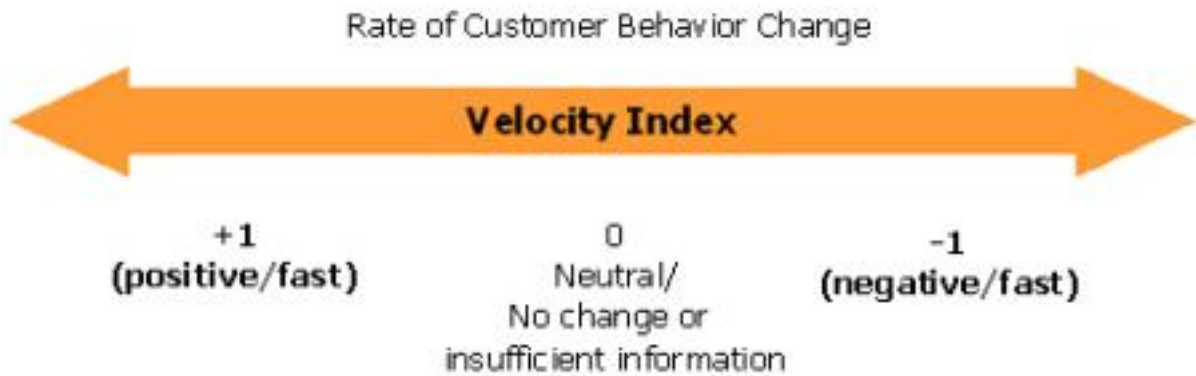 Rate of Customer Behavior Change
Velocity Index
+1
(positive/fast)
0
Neutral/
No change or
insufficient information
-1
(negative/fast)